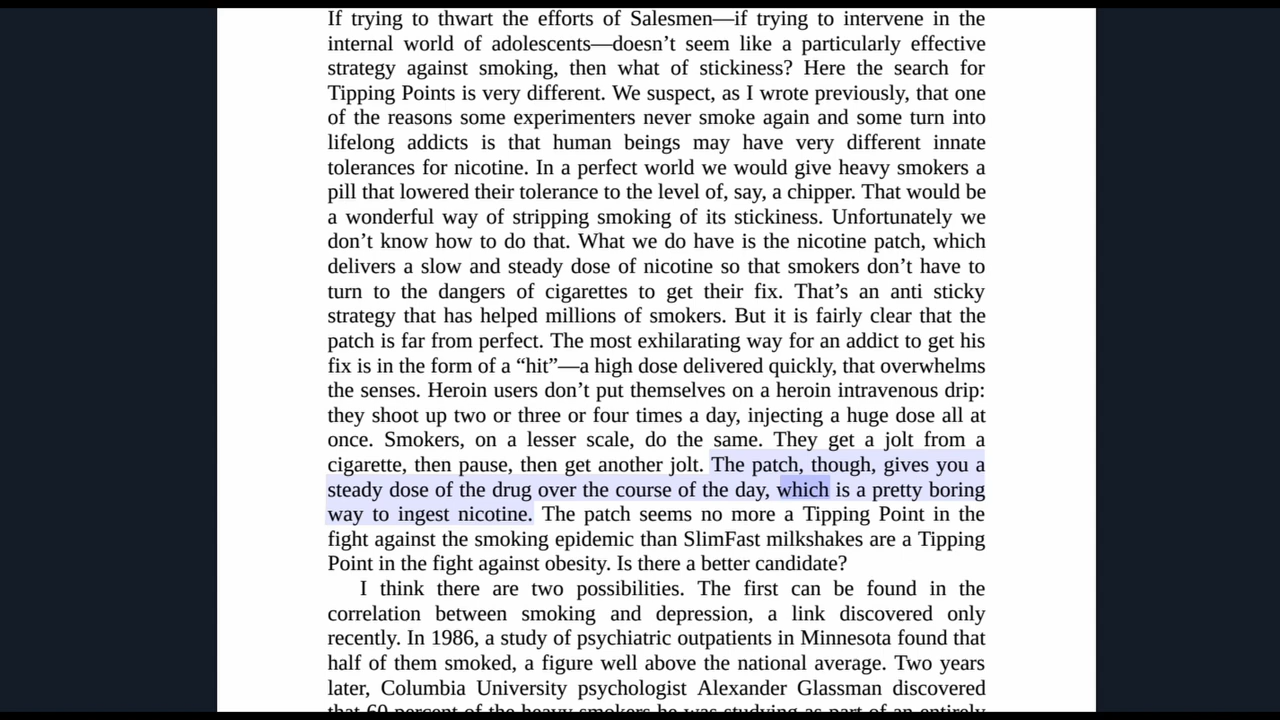 If trying to thwart the efforts of Salesmen—if trying to intervene in the
internal world of adolescents—doesn’t seem like a particularly effective
strategy against smoking, then what of stickiness? Here the search for
Tipping Points is very different. We suspect, as I wrote previously, that one
of the reasons some experimenters never smoke again and some turn into
lifelong addicts is that human beings may have very different innate
tolerances for nicotine. In a perfect world we would give heavy smokers a
pill that lowered their tolerance to the level of, say, a chipper. That would be
a wonderful way of stripping smoking of its stickiness. Unfortunately we
don’t know how to do that. What we do have is the nicotine patch, which
delivers a slow and steady dose of nicotine so that smokers don’t have to
turn to the dangers of cigarettes to get their fix. That’s an anti sticky
strategy that has helped millions of smokers. But it is fairly clear that the
patch is far from perfect. The most exhilarating way for an addict to get his
fix is in the form of a “hit”—a high dose delivered quickly, that overwhelms
the senses. Heroin users don’t put themselves on a heroin intravenous drip:
they shoot up two or three or four times a day, injecting a huge dose all at
once. Smokers, on a lesser scale, do the same. They get a jolt from a
cigarette, then pause, then get another jolt. The patch, though, gives you a
steady dose of the drug over the course of the day, which is a pretty boring
way to ingest nicotine. The patch seems no more a Tipping Point in the
fight against the smoking epidemic than SlimFast milkshakes are a Tipping
Point in the fight against obesity. Is there a better candidate?
I think there are two possibilities. The first can be found in the
correlation between smoking and depression, a link discovered only
recently. In 1986, a study of psychiatric outpatients in Minnesota found that
half of them smoked, a figure well above the national average. Two years
later, Columbia University psychologist Alexander Glassman discovered
that 60 percent of the heavy smokers he was studying as part of an entirely